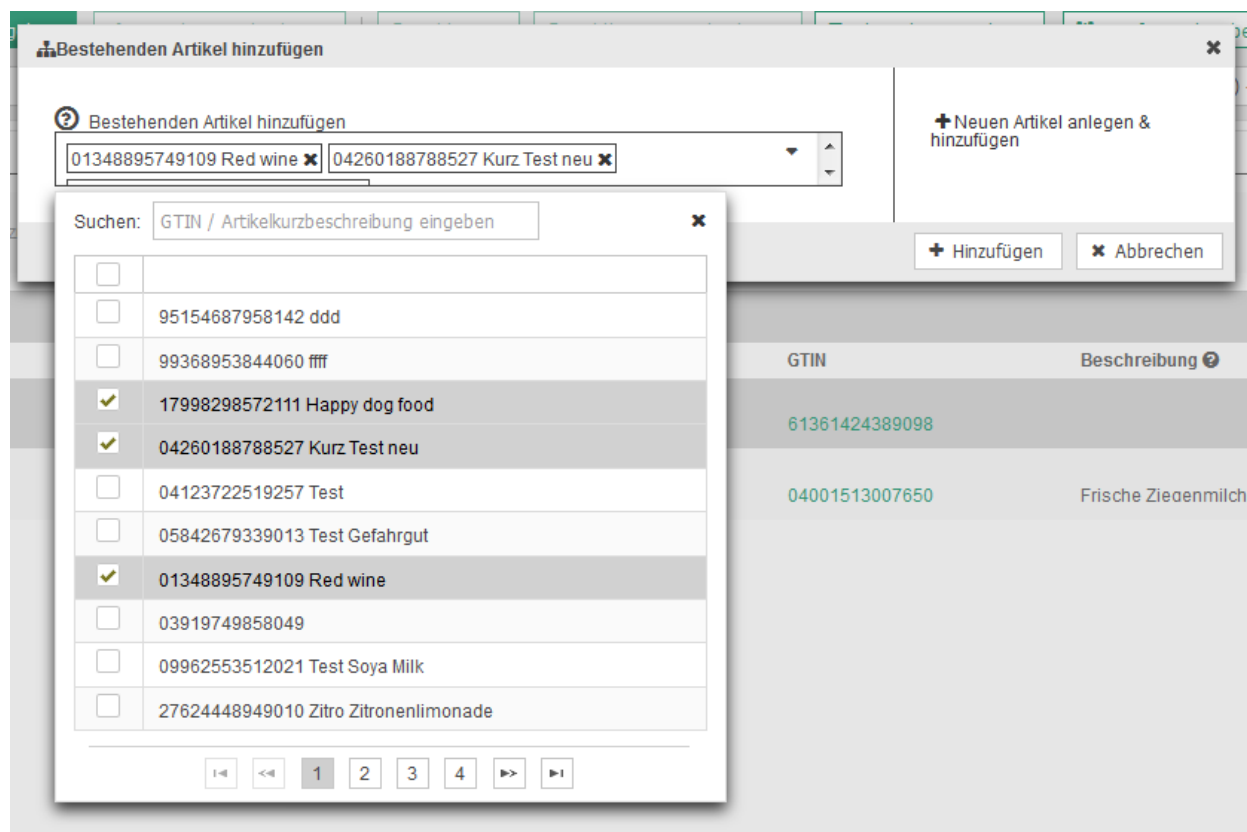 Bestehenden Artikel hinzufügen
Bestehenden Artikel hinzufügen
01348895749109 Red wine
04260188788527 Kurz Test neu
Neuen Artikel anlegen &
hinzufügen
Suchen:
GTIN / Artikelkurzbeschreibung eingeben
Hinzufügen
Abbrechen
95154687958142 ddd
99368953844060 ffff
17998298572111 Happy dog food
04260188788527 Kurz Test neu
04123722519257 Test
05842679339013 Test Gefahrgut
01348895749109 Red wine
03919749858049
09962553512021 Test Soya Milk
27624448949010 Zitro Zitronenlimonade
1 2 3 4
GTIN
Beschreibung
61361424389098
04001513007650
Frische Ziegenmilch